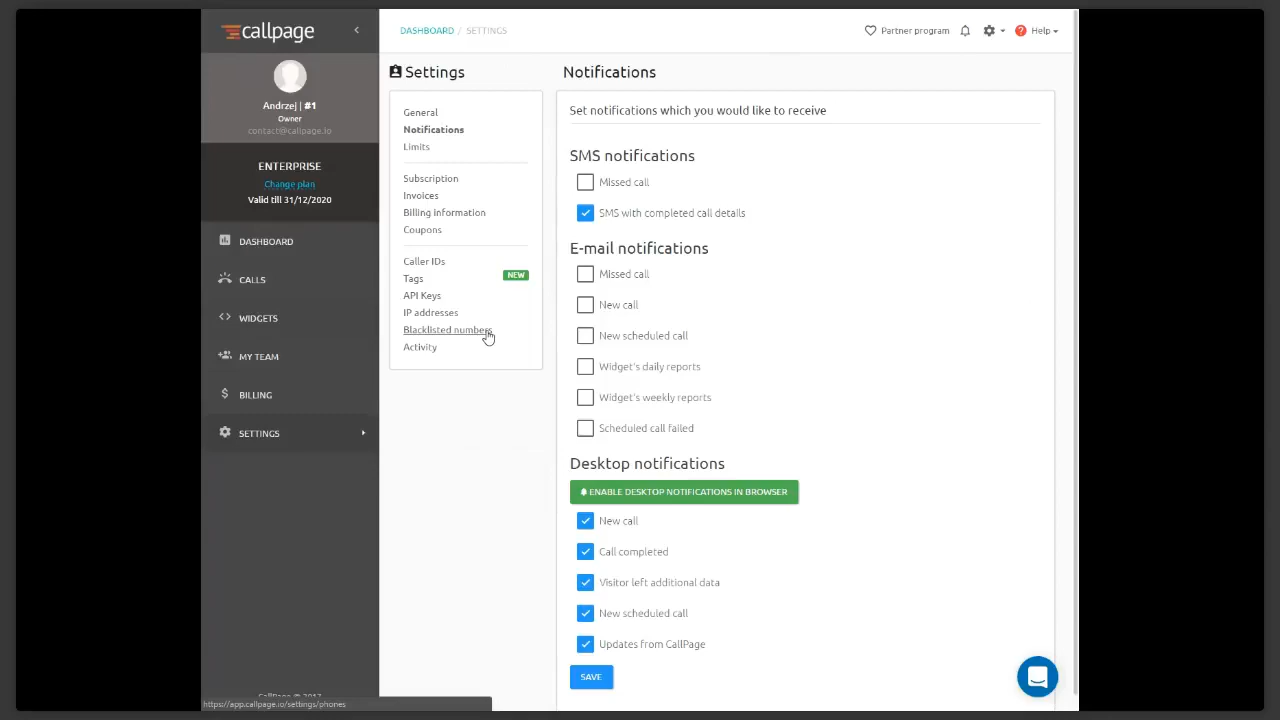 callpage
DASHBOARD / SETTINGS
Partner program
Help
Andrzej | #1
Owner
contact@callpage.io
ENTERPRISE
Change plan
Valid till 31/12/2020
DASHBOARD
CALLS
WIDGETS
MY TEAM
BILLING
SETTINGS
CallPage © 2017
https://app.callpage.io/settings/phones
Settings
General
Notifications
Limits
Subscription
Invoices
Billing information
Coupons
Caller IDs
Tags NEW
API Keys
IP addresses
Blacklisted numbers
Activity
Notifications
Set notifications which you would like to receive
SMS notifications
Missed call
SMS with completed call details
E-mail notifications
Missed call
New call
New scheduled call
Widget's daily reports
Widget's weekly reports
Scheduled call failed
Desktop notifications
ENABLE DESKTOP NOTIFICATIONS IN BROWSER
New call
Call completed
Visitor left additional data
New scheduled call
Updates from CallPage
SAVE